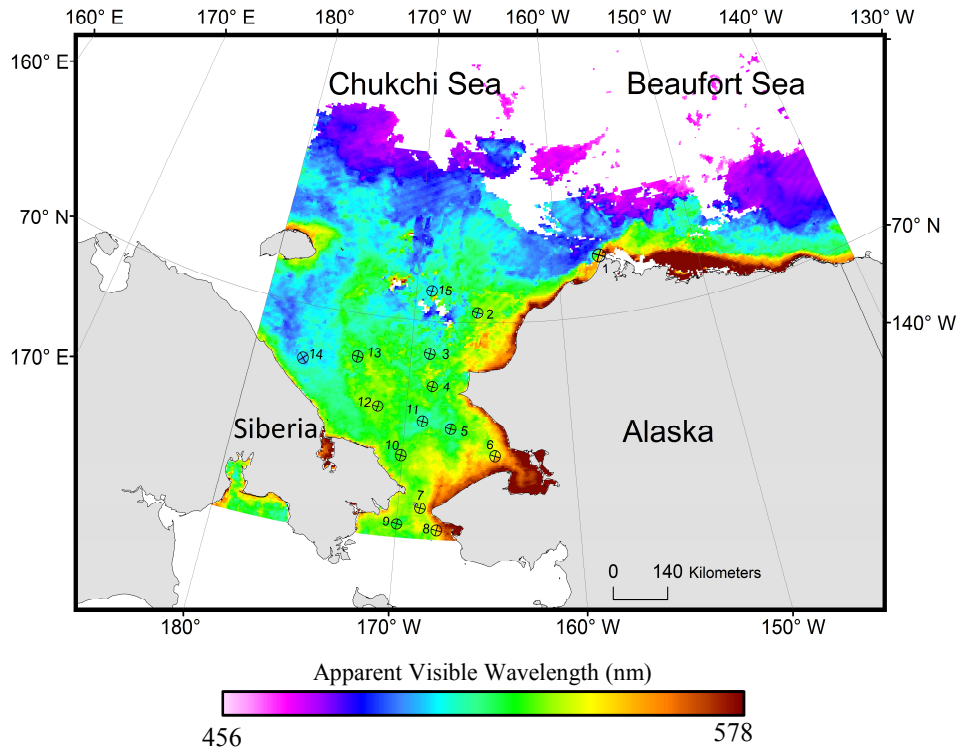 160° E 170° E 180° 170° W 160° W 150° W 140° W 130° W
160° E
Chukchi Sea Beaufort Sea
70° N 70° N
1
15
2
140° W
170° E
14 13 3
4
12 11
5
Siberia Alaska
10 6
7
9 8
0 140 Kilometers
180° 170° W 160° W 150° W
Apparent Visible Wavelength (nm)
456 578